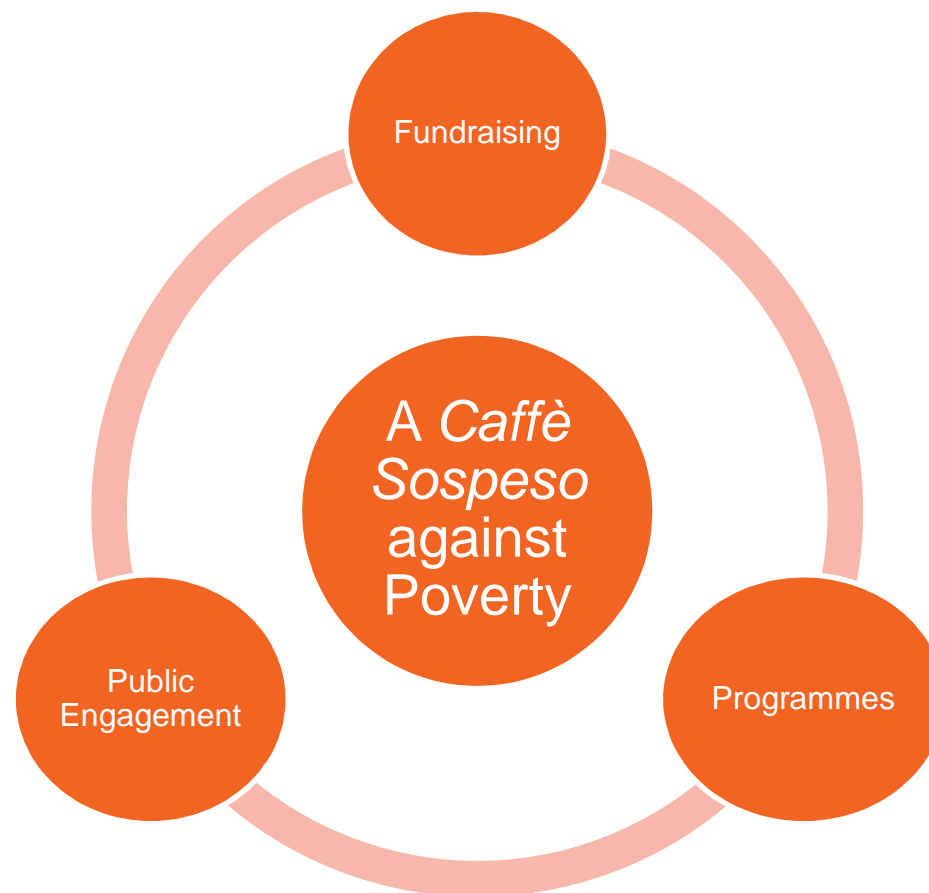 Fundraising
A Caffè
Sospeso
against
Poverty
Public
Engagement
Programmes